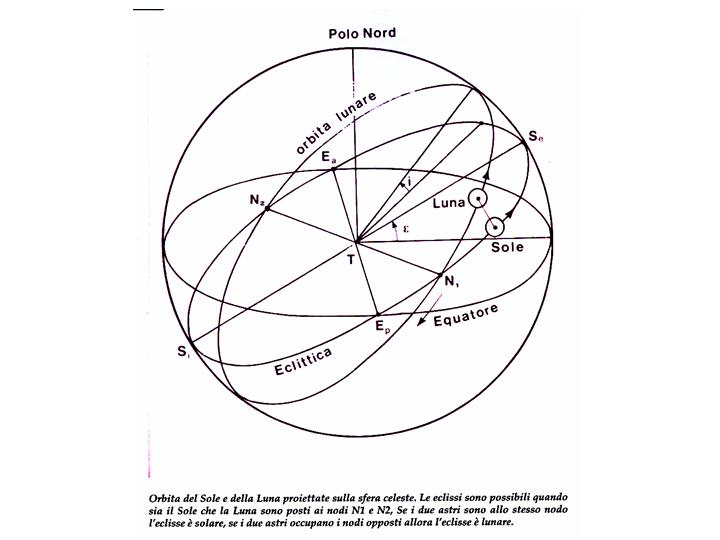 Polo Nord
orbita lunare
Se
Ea
i
N2
Luna
ε
T
Sole
N1
Ep
Equatore
Si
Eclittica
Orbita del Sole e della Luna proiettate sulla sfera celeste. Le eclissi sono possibili quando
sia il Sole che la Luna sono posti ai nodi N1 e N2, Se i due astri sono allo stesso nodo
l'eclisse è solare, se i due astri occupano i nodi opposti allora l'eclisse è lunare.